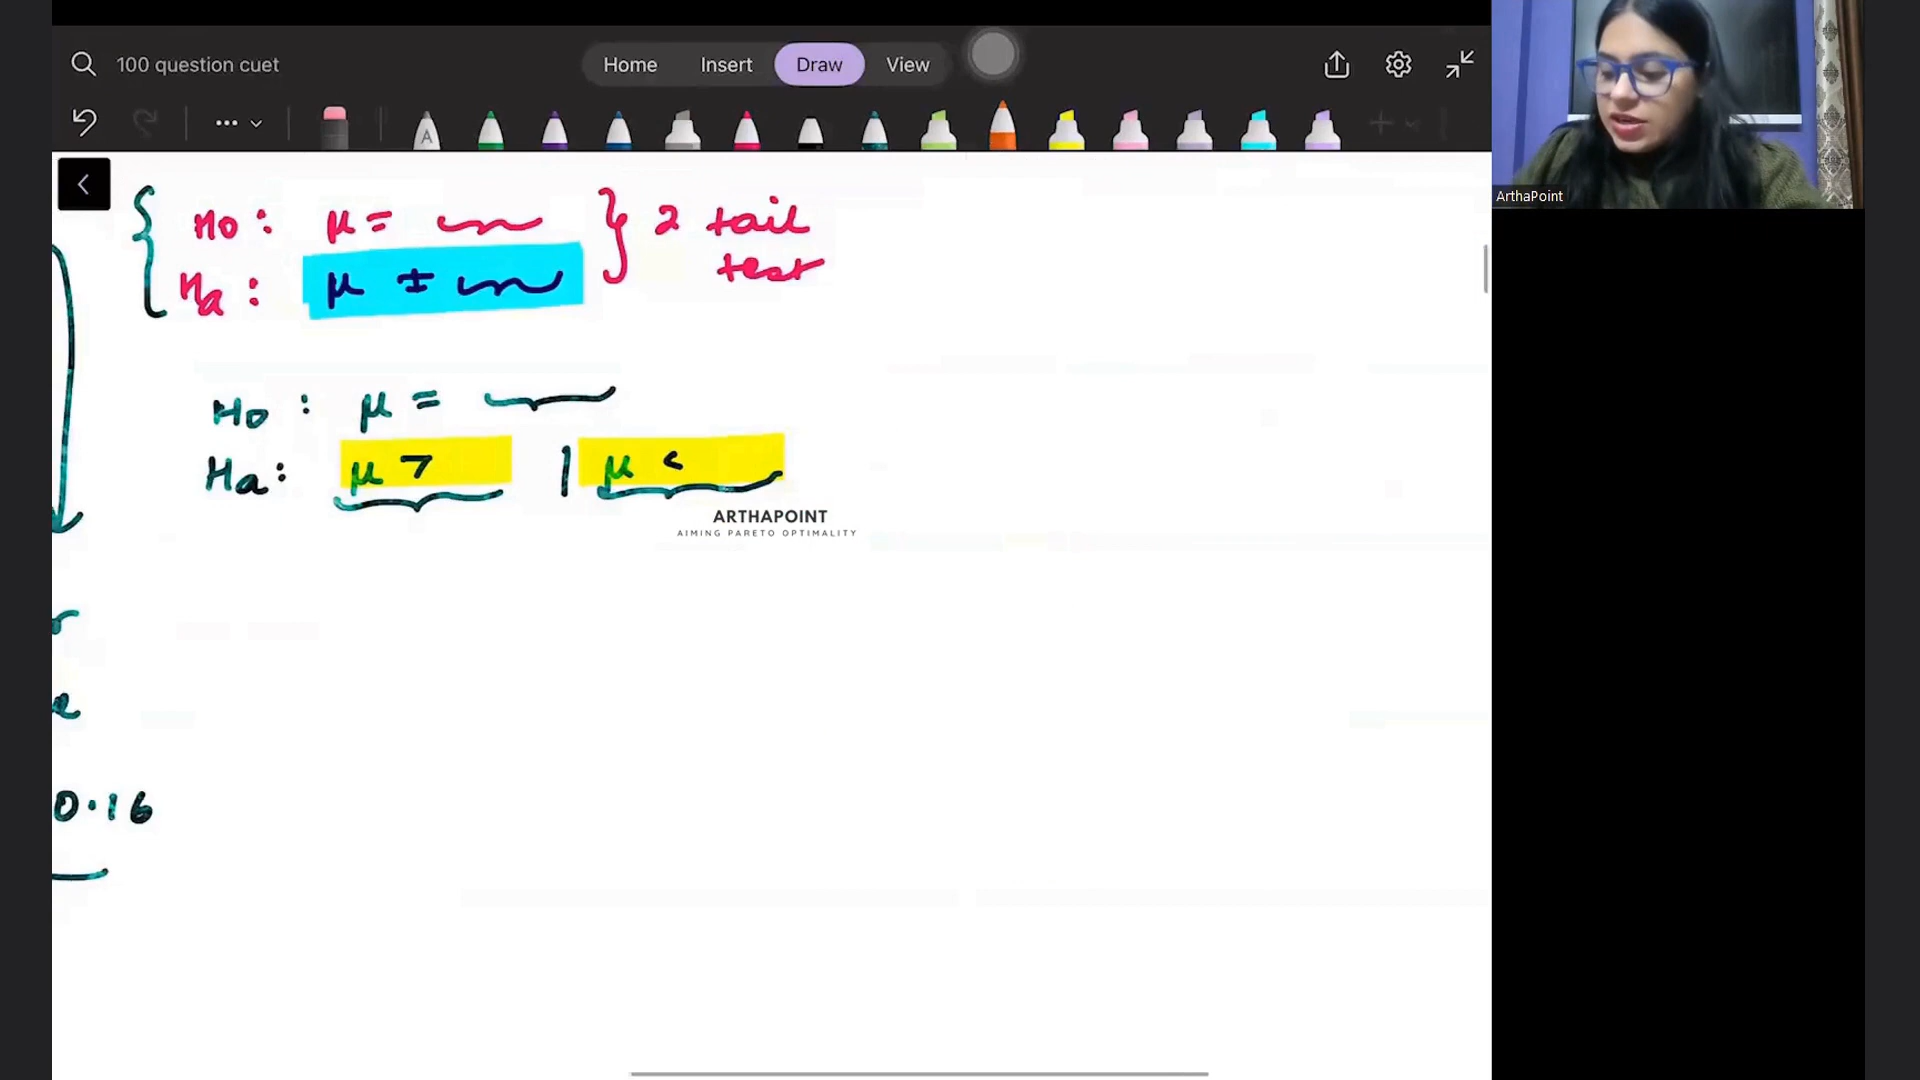 100 question cuet
Home Insert Draw View
A
ArthaPoint
H0 : μ = } 2 tail
Ha : μ ≠ test
H0 : μ =
Ha : μ > | μ <
ARTHAPOINT
AIMING PARETO OPTIMALITY
0.16